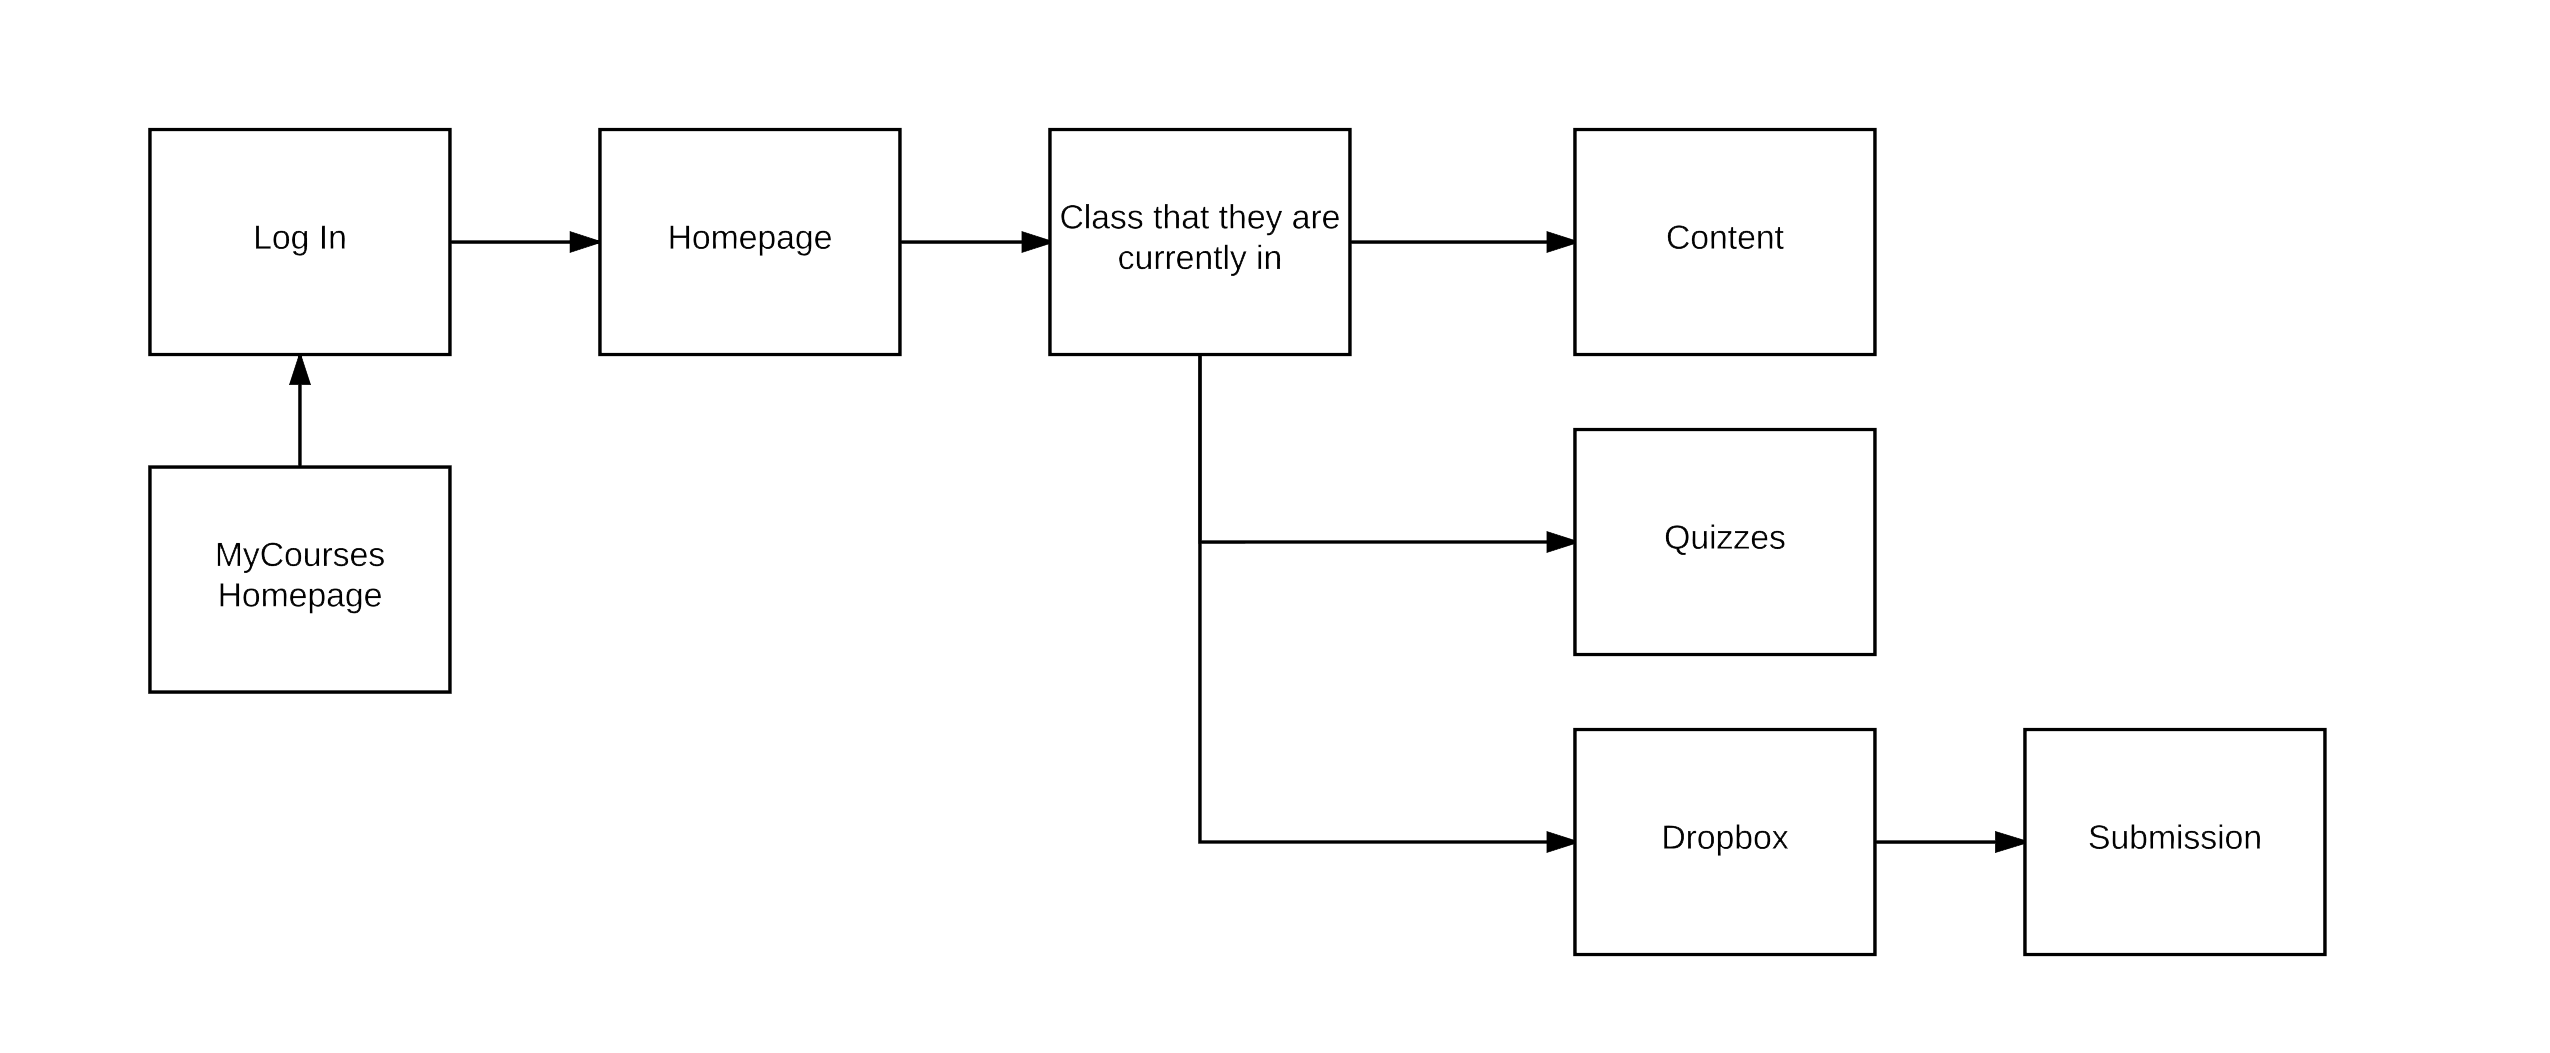 Log In
Homepage
Class that they are
currently in
Content
MyCourses
Homepage
Quizzes
Dropbox
Submission